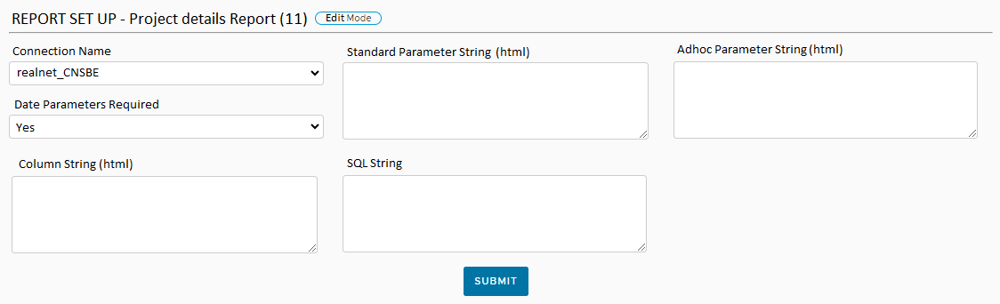 REPORT SET UP - Project details Report (11) Edit Mode
Connection Name
realnet_CNSBE
Date Parameters Required
Yes
Standard Parameter String (html)
Adhoc Parameter String (html)
Column String (html)
SQL String
SUBMIT